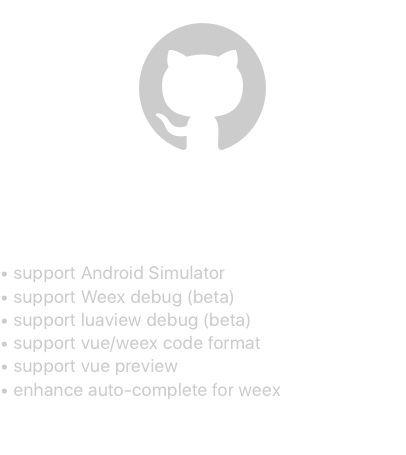 • support Android Simulator
• support Weex debug (beta)
• support luaview debug (beta)
• support vue/weex code format
• support vue preview
• enhance auto-complete for weex